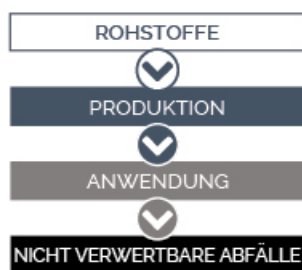 ROHSTOFFE
PRODUKTION
ANWENDUNG
NICHT VERWERTBARE ABFÄLLE